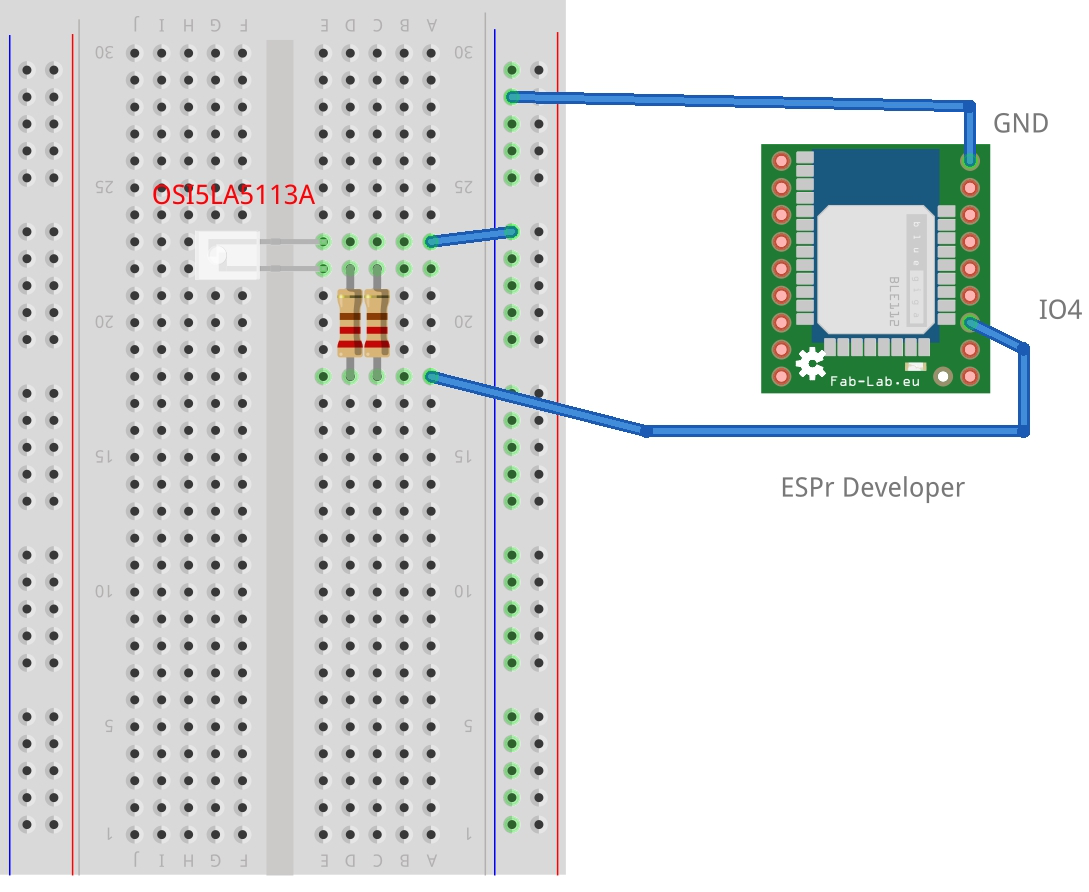 J I H G F E D C B A
30 30
GND
25 25
OSI5LA5113A
blue giga
BLE112
IO4
20 20
Fab-Lab.eu
15 15
ESPr Developer
10 10
5 5
1 1
J I H G F E D C B A